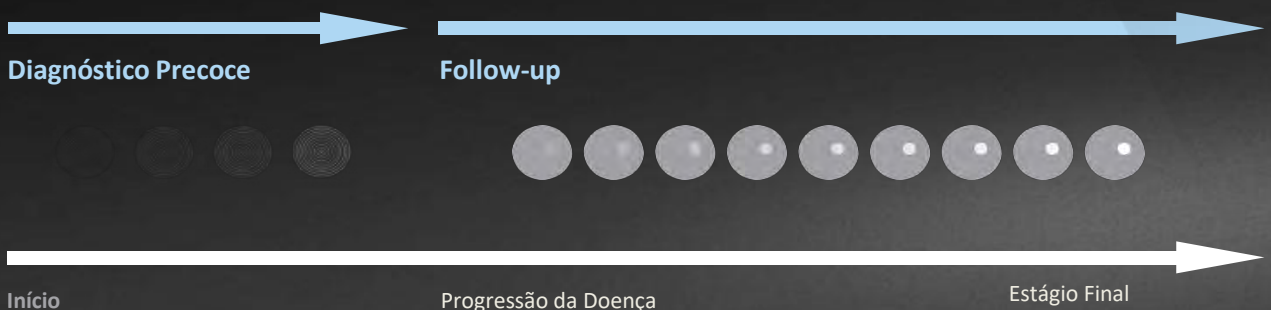 Diagnóstico Precoce
Follow-up
Início
Progressão da Doença
Estágio Final